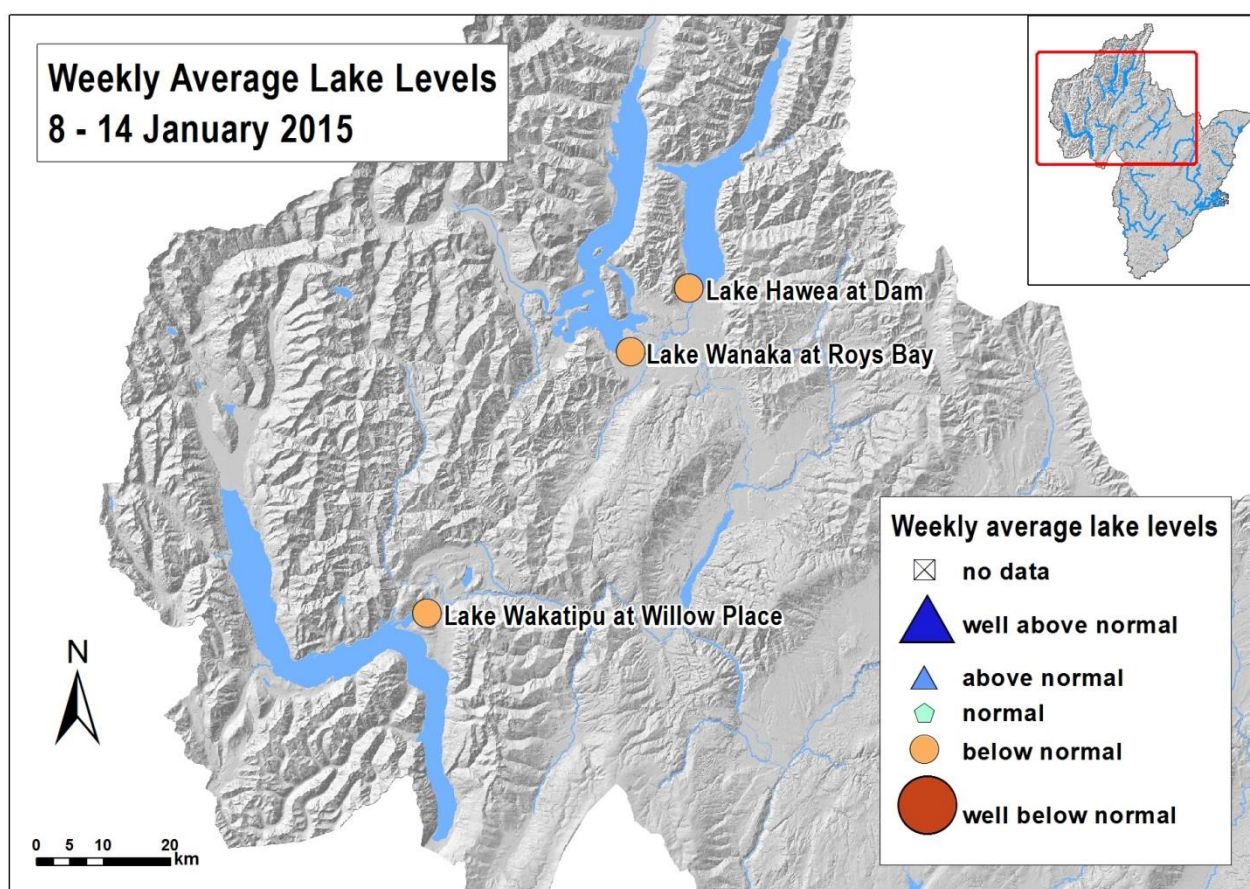 Weekly Average Lake Levels
8 - 14 January 2015
Lake Hawea at Dam
Lake Wanaka at Roys Bay
Lake Wakatipu at Willow Place
N
0 5 10 20
km
Weekly average lake levels
no data
well above normal
above normal
normal
below normal
well below normal